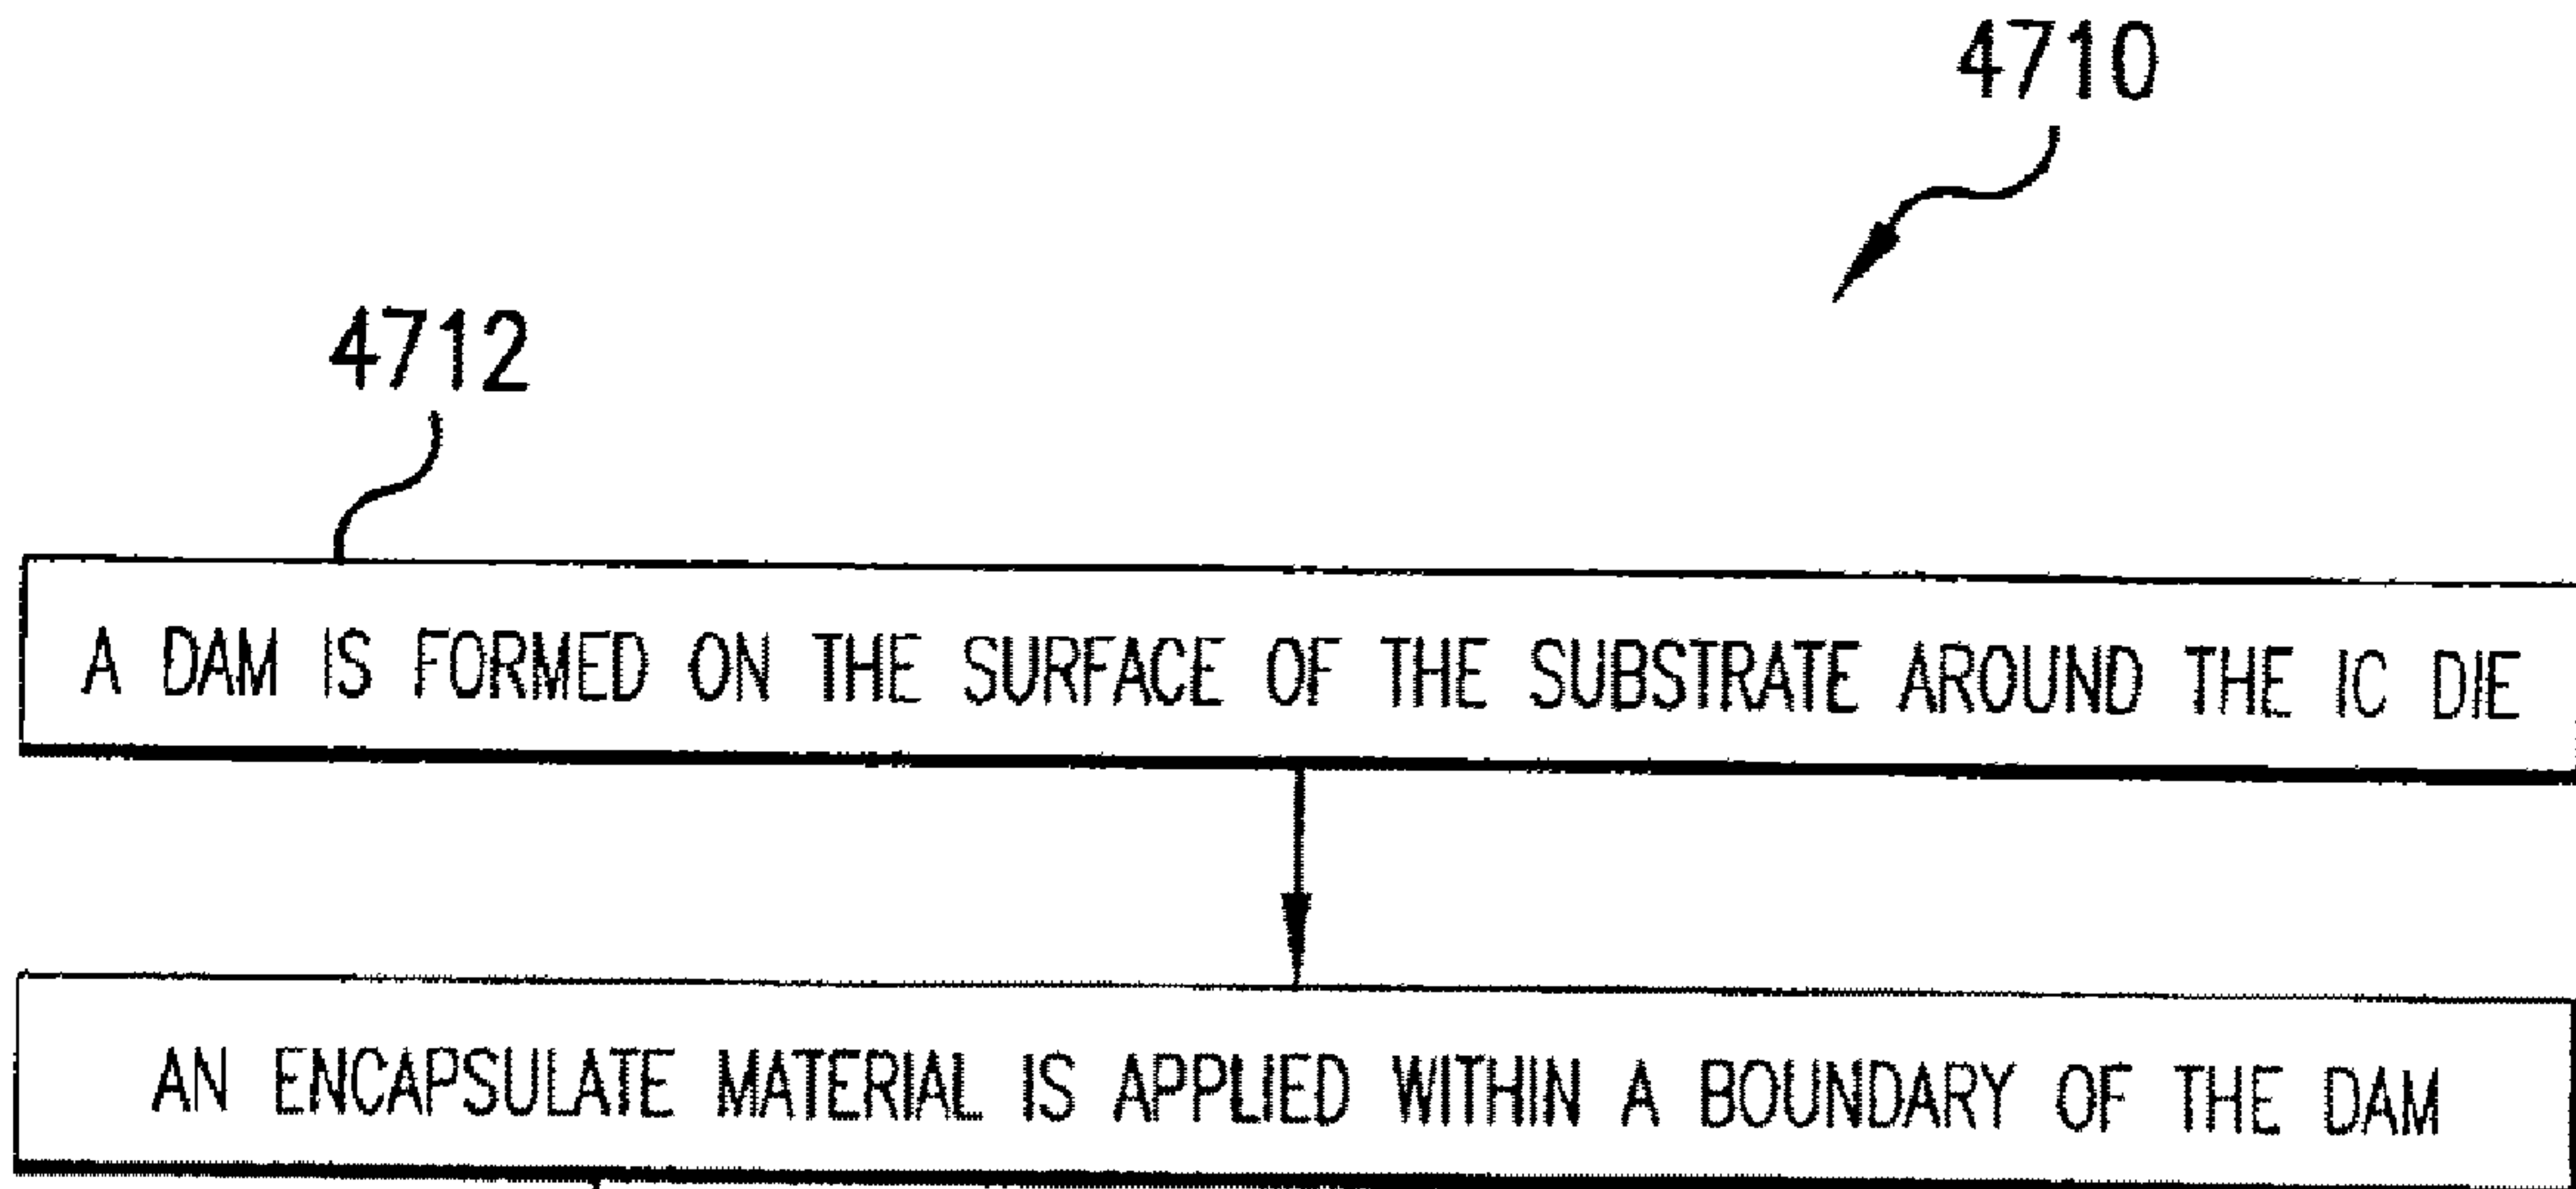 4710
4712
A DAM IS FORMED ON THE SURFACE OF THE SUBSTRATE AROUND THE IC DIE
AN ENCAPSULATE MATERIAL IS APPLIED WITHIN A BOUNDARY OF THE DAM